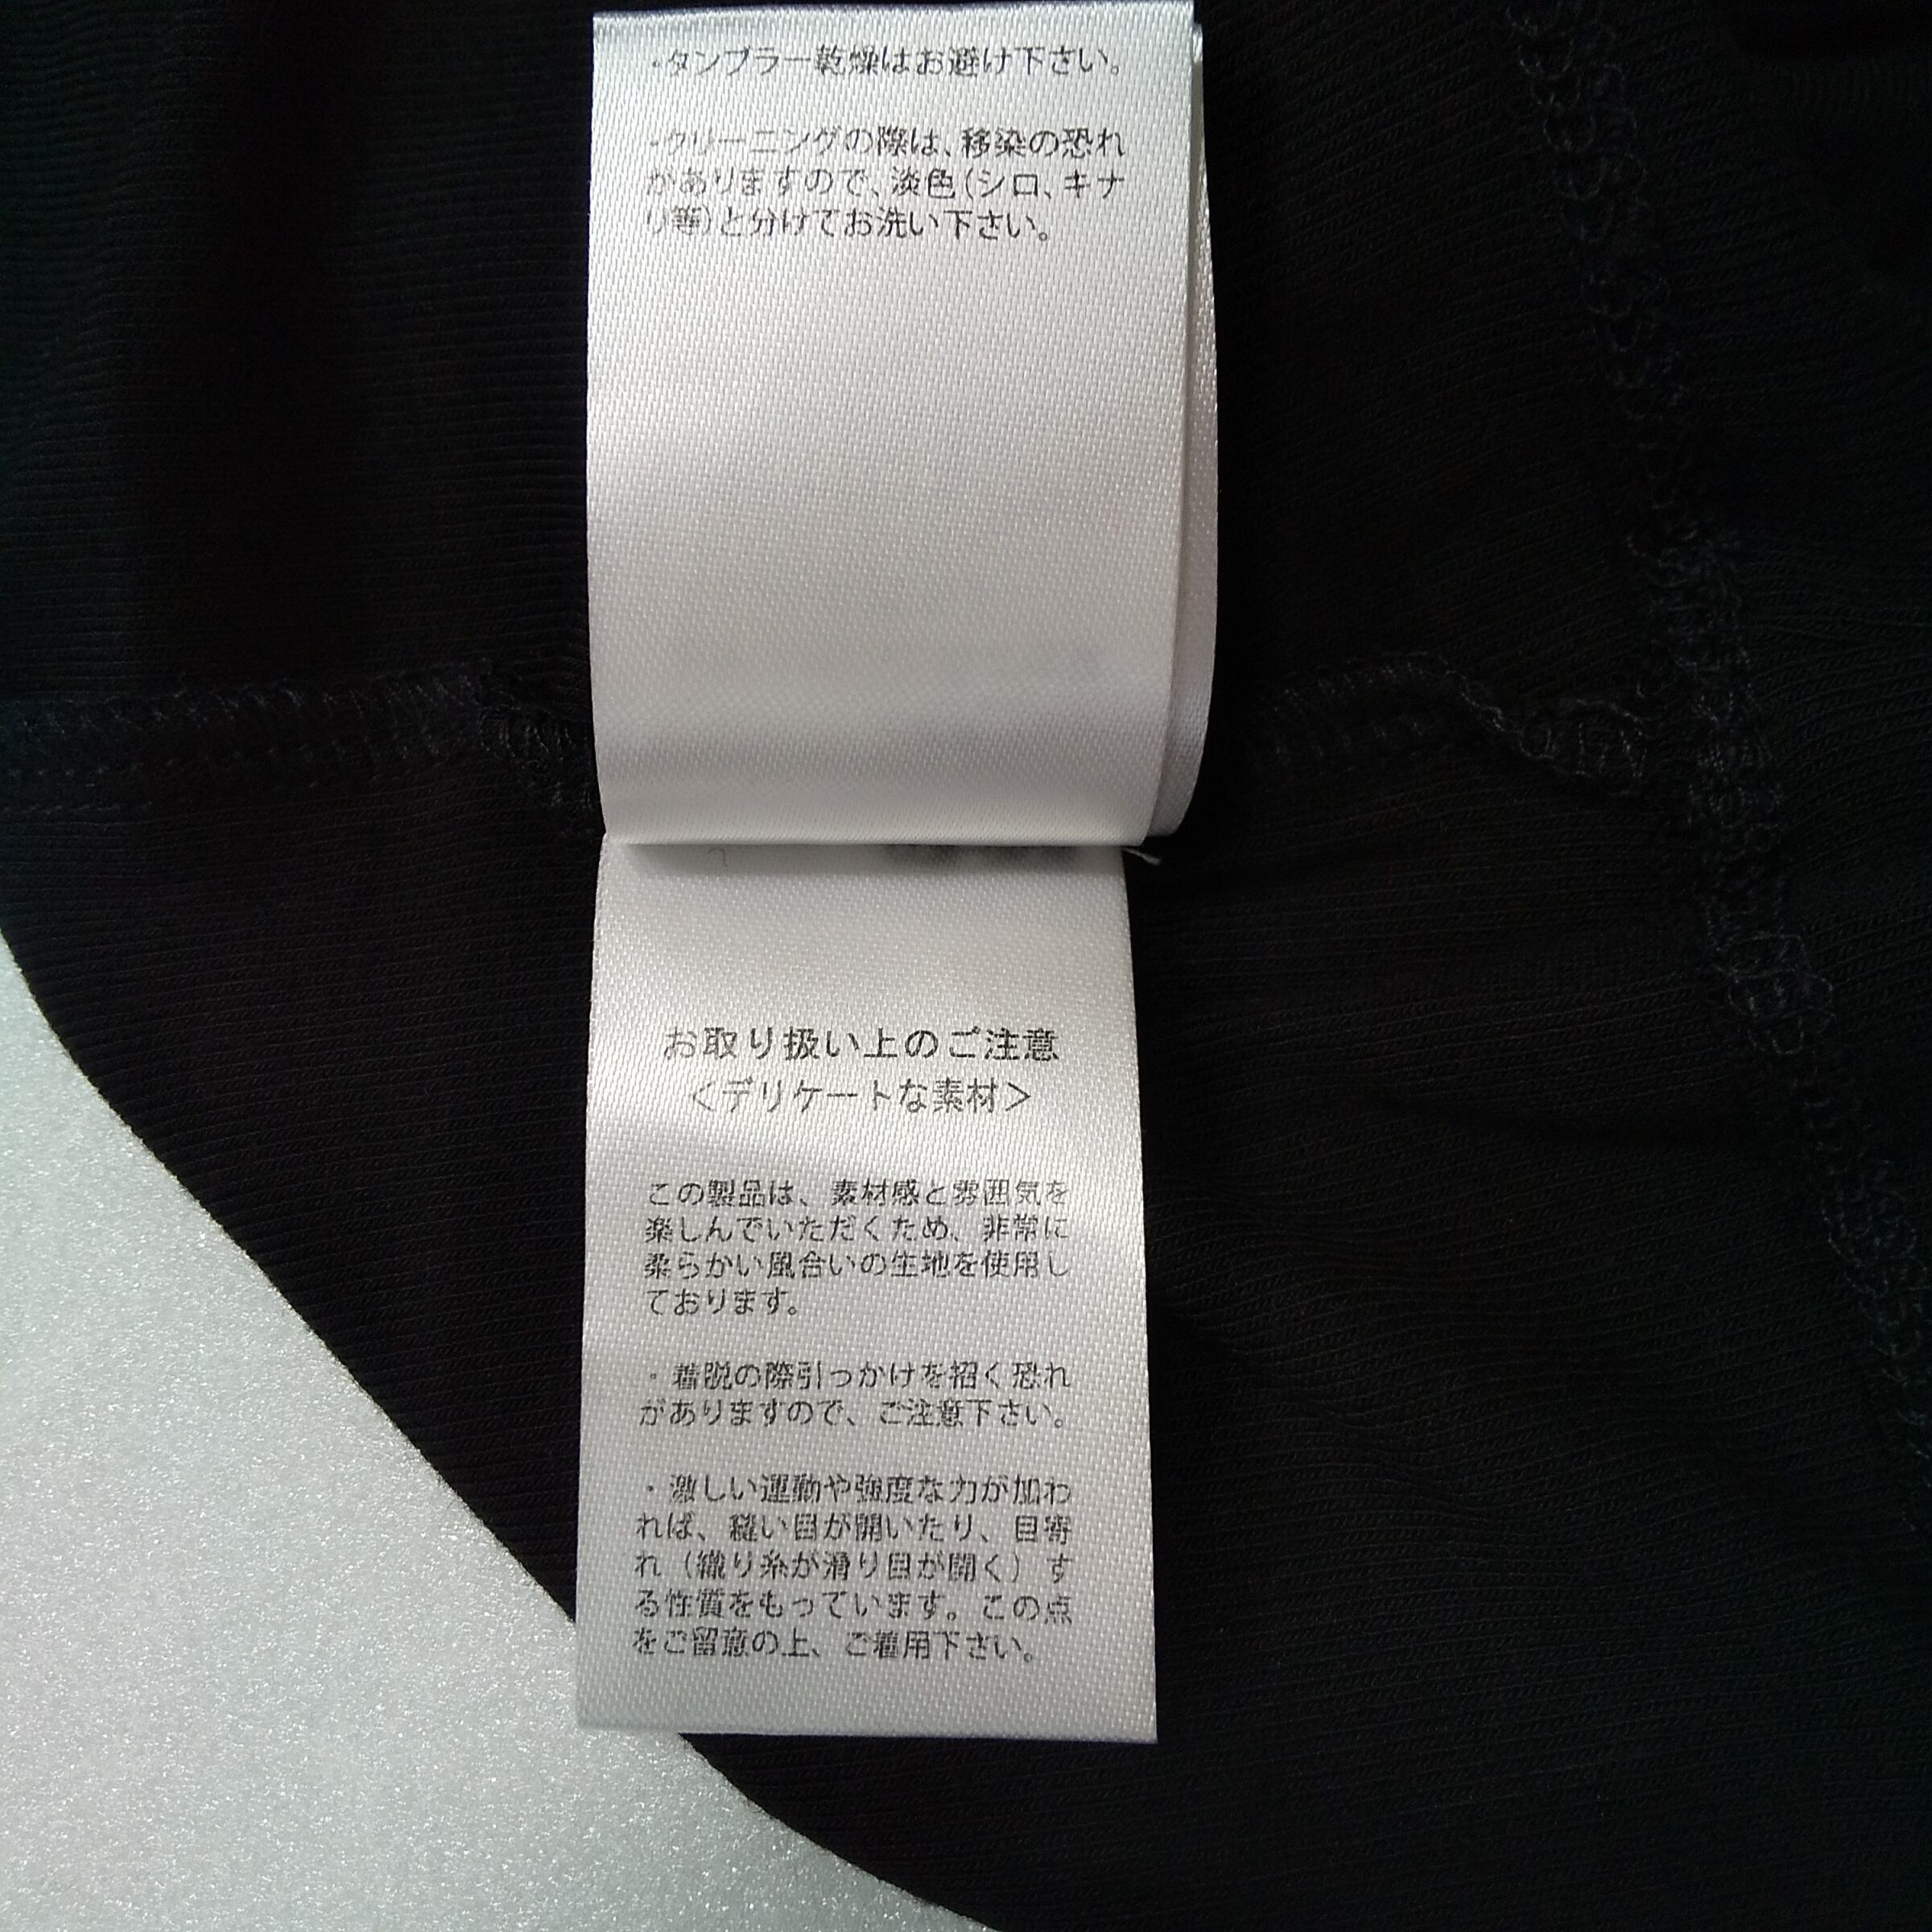 ・タンブラー乾燥はお避け下さい。
・クリーニングの際は、移染の恐れ
がありますので、淡色(シロ、キナ
リ等)と分けてお洗い下さい。
お取り扱い上のご注意
＜デリケートな素材＞
この製品は、素材感と雰囲気を
楽しんでいただくため、非常に
柔らかい風合いの生地を使用し
ております。
・着脱の際引っかけを招く恐れ
がありますので、ご注意下さい。
・激しい運動や強度な力が加わ
れば、縫い目が開いたり、目寄
れ（織り糸が滑り目が開く）す
る性質をもっています。この点
をご留意の上、ご着用下さい。